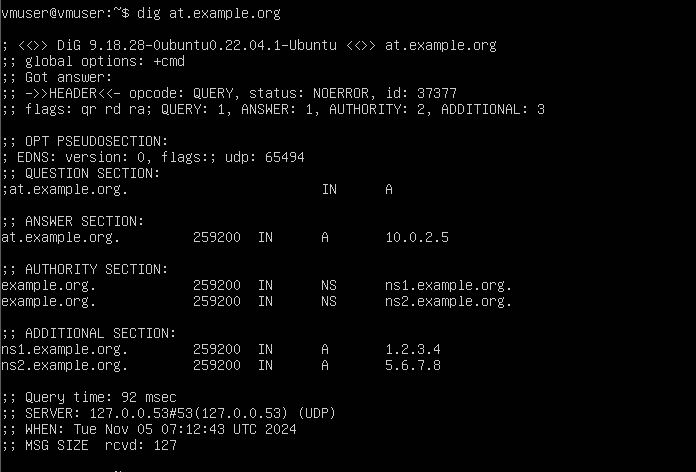 vmuser@vmuser:~$ dig at.example.org
; <<>> DiG 9.18.28-0ubuntu0.22.04.1-Ubuntu <<>> at.example.org
;; global options: +cmd
;; Got answer:
;; ->>HEADER<<- opcode: QUERY, status: NOERROR, id: 37377
;; flags: qr rd ra; QUERY: 1, ANSWER: 1, AUTHORITY: 2, ADDITIONAL: 3
;; OPT PSEUDOSECTION:
; EDNS: version: 0, flags:; udp: 65494
;; QUESTION SECTION:
;at.example.org. IN A
;; ANSWER SECTION:
at.example.org. 259200 IN A 10.0.2.5
;; AUTHORITY SECTION:
example.org. 259200 IN NS ns1.example.org.
example.org. 259200 IN NS ns2.example.org.
;; ADDITIONAL SECTION:
ns1.example.org. 259200 IN A 1.2.3.4
ns2.example.org. 259200 IN A 5.6.7.8
;; Query time: 92 msec
;; SERVER: 127.0.0.53#53(127.0.0.53) (UDP)
;; WHEN: Tue Nov 05 07:12:43 UTC 2024
;; MSG SIZE rcvd: 127